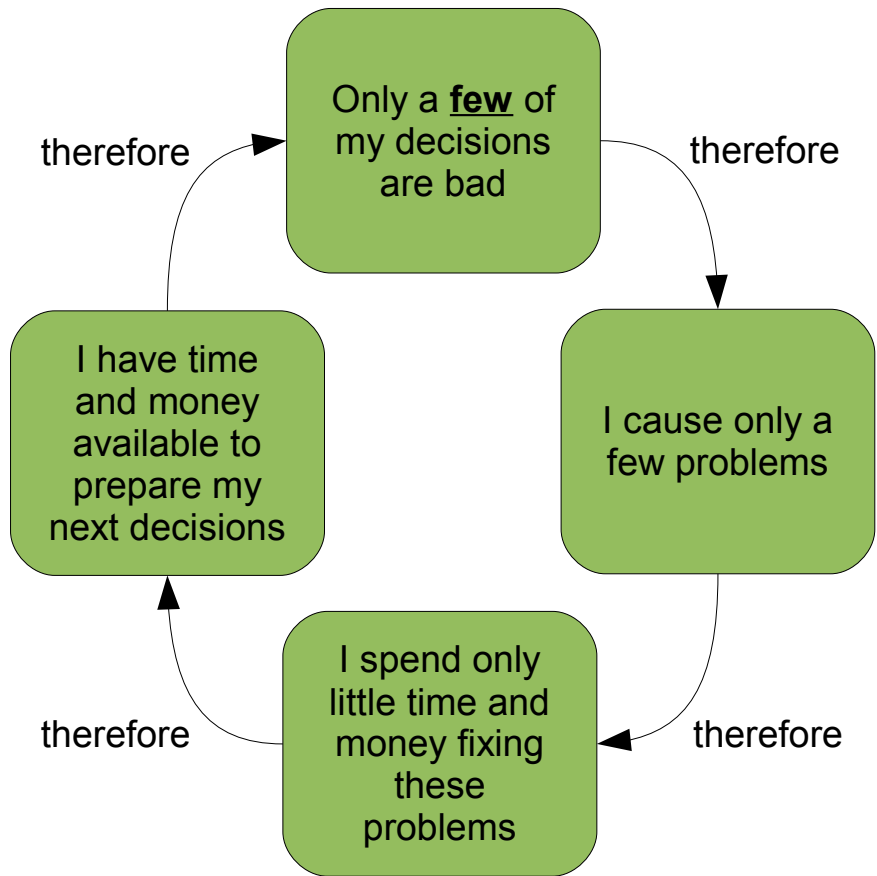 Only a few of
my decisions
are bad
therefore
I cause only a
few problems
therefore
I spend only
little time and
money fixing
these
problems
therefore
I have time
and money
available to
prepare my
next decisions
therefore